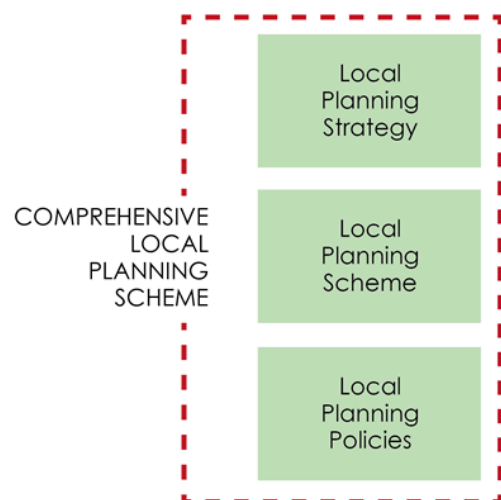 Local
Planning
Strategy
COMPREHENSIVE
LOCAL
PLANNING
SCHEME
Local
Planning
Scheme
Local
Planning
Policies